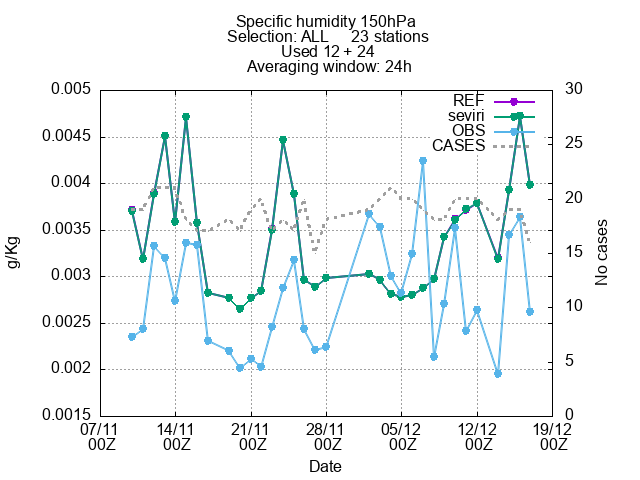 Specific humidity 150hPa
Selection: ALL 23 stations
Used 12 + 24
Averaging window: 24h
REF
seviri
OBS
CASES
0.005
0.0045
0.004
0.0035
0.003
0.0025
0.002
0.0015
g/Kg
30
25
20
15
10
5
0
No cases
07/11 14/11 21/11 28/11 05/12 12/12 19/12
00Z 00Z 00Z 00Z 00Z 00Z 00Z
Date